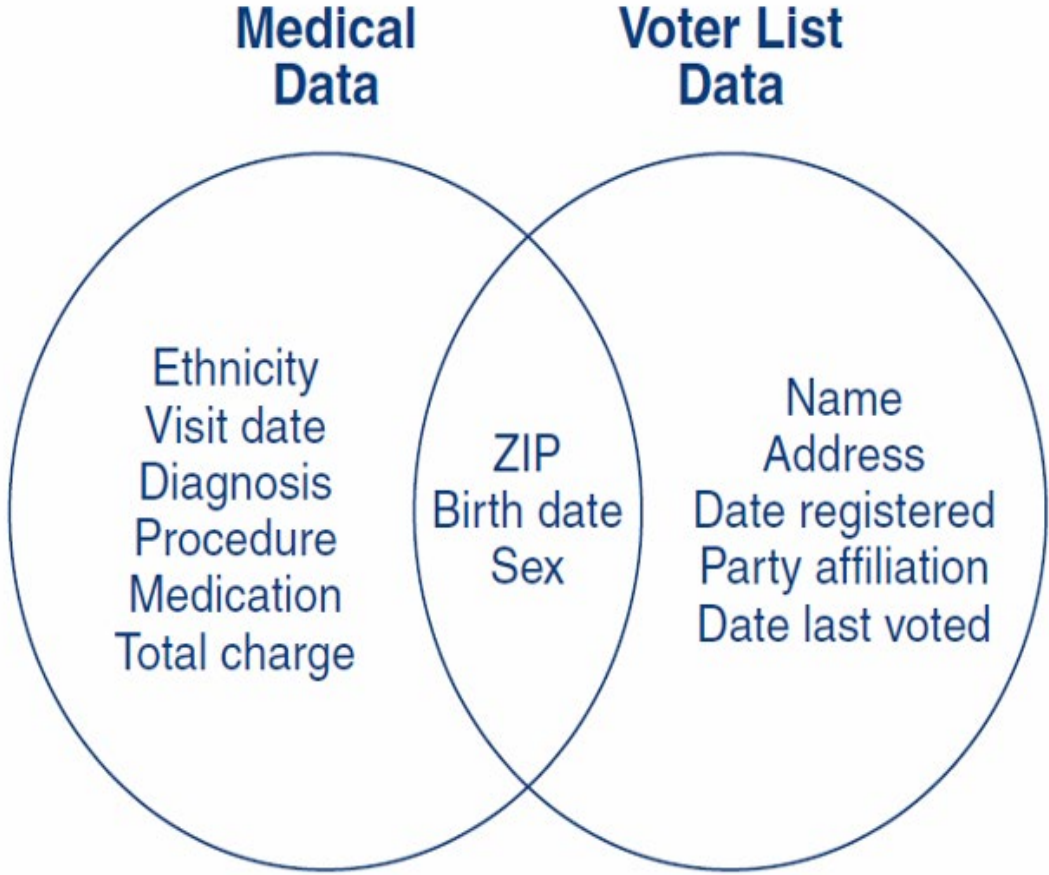 Medical
Data
Voter List
Data
Ethnicity
Visit date
Diagnosis
Procedure
Medication
Total charge
ZIP
Birth date
Sex
Name
Address
Date registered
Party affiliation
Date last voted